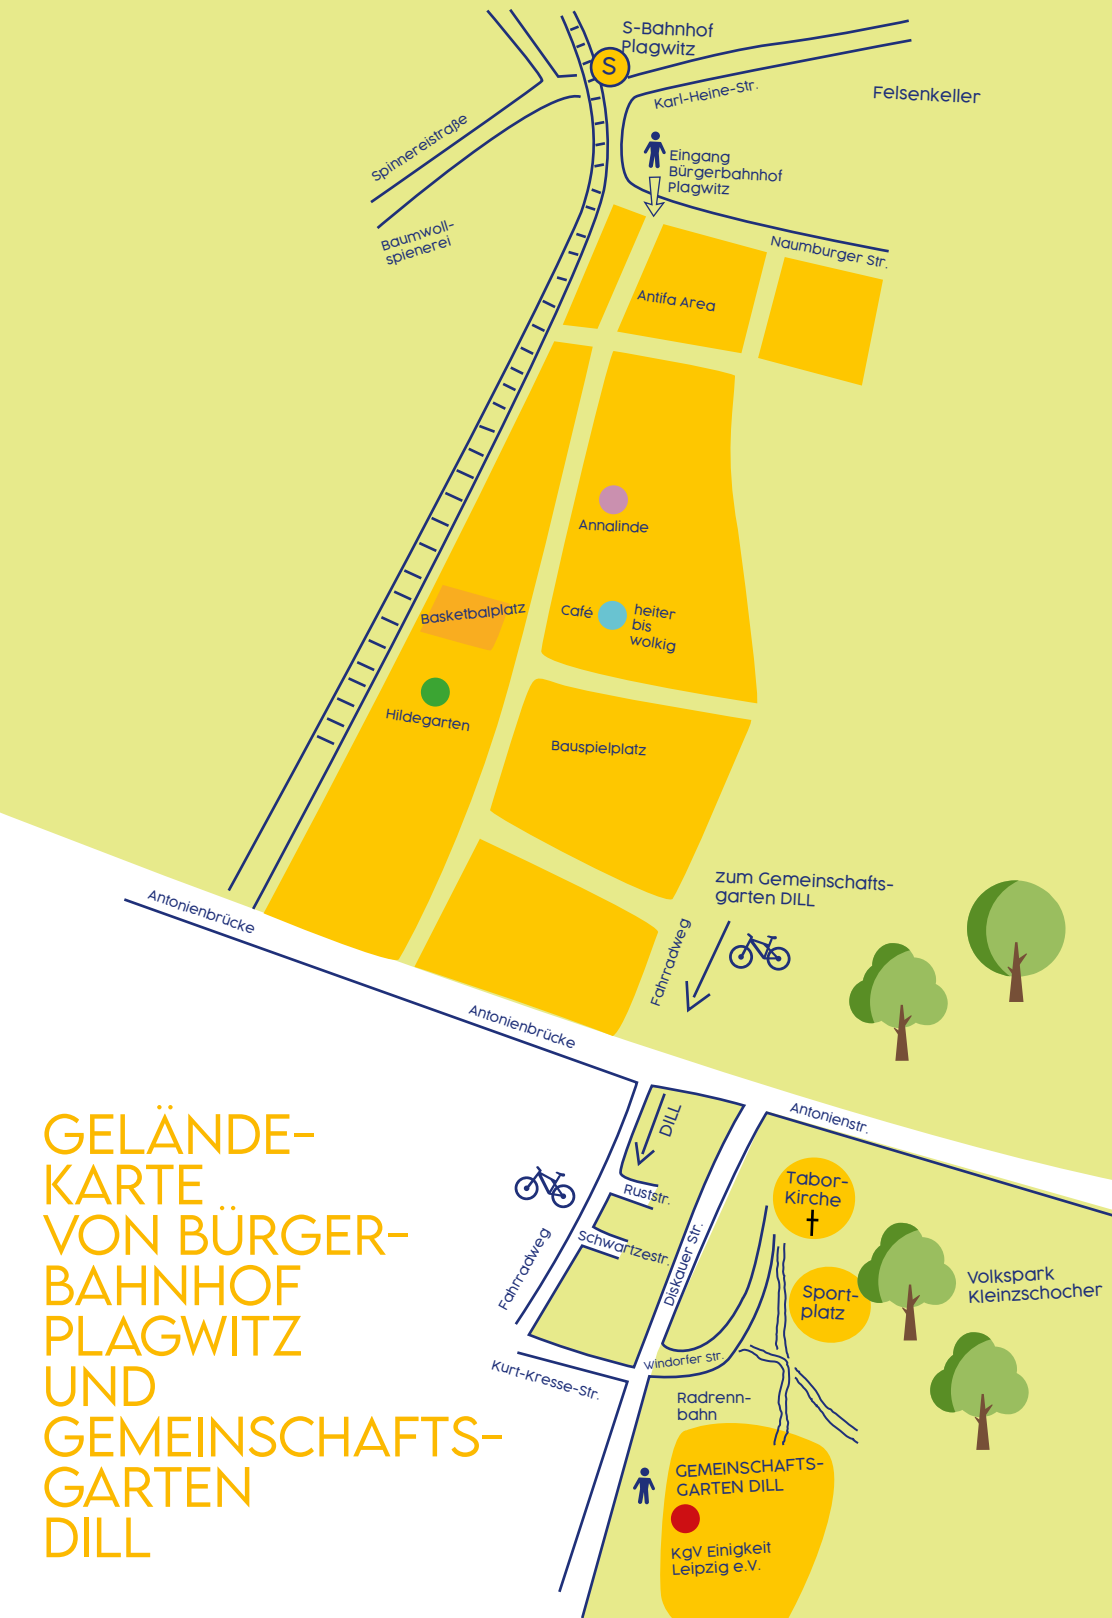 S-Bahnhof
Plagwitz
S
Karl-Heine-Str.
Felsenkeller
Spinnereistraße
Eingang
Bürgerbahnhof
Plagwitz
Baumwoll-
spienerei
Naumburger Str.
Antifa Area
Annalinde
Basketbalplatz
Café
heiter
bis
wolkig
Hildegarten
Bauspielplatz
zum Gemeinschafts-
garten DILL
Fahrradweg
Antonienbrücke
Antonienbrücke
DILL
Antonienstr.
Ruststr.
Schwartzestr.
Fahrradweg
Diskauer Str.
Tabor-
Kirche
Sport-
platz
Volkspark
Kleinzschocher
Windorfer Str.
Kurt-Kresse-Str.
Radrenn-
bahn
GEMEINSCHAFTS-
GARTEN DILL
KgV Einigkeit
Leipzig e.V.
GELÄNDE-
KARTE
VON BÜRGER-
BAHNHOF
PLAGWITZ
UND
GEMEINSCHAFTS-
GARTEN
DILL